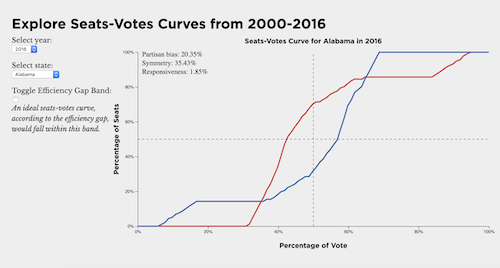 Explore Seats-Votes Curves from 2000-2016
Select year:
2016
Select state:
Alabama
Toggle Efficiency Gap Band:
An ideal seats-votes curve,
according to the efficiency gap,
would fall within this band.
Seats-Votes Curve for Alabama in 2016
Partisan bias: 20.35%
Symmetry: 35.43%
Responsiveness: 1.85%
Percentage of Seats
100%
80%
60%
40%
20%
0%
0%
20%
40%
60%
80%
100%
Percentage of Vote